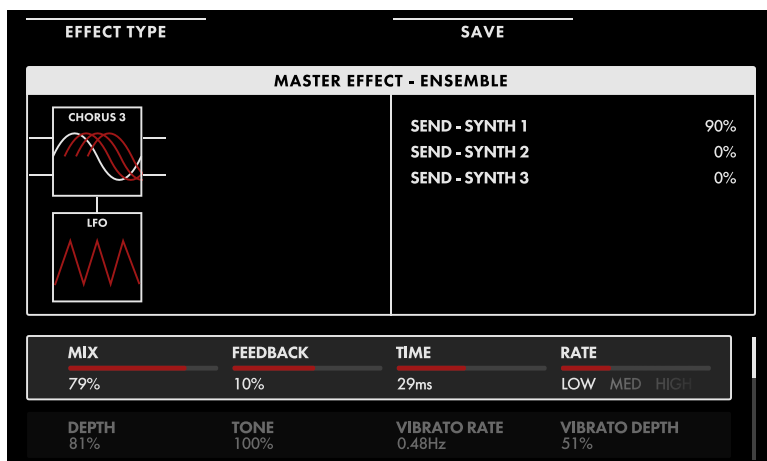 EFFECT TYPE SAVE
MASTER EFFECT - ENSEMBLE
CHORUS 3
LFO
SEND - SYNTH 1 90%
SEND - SYNTH 2 0%
SEND - SYNTH 3 0%
MIX FEEDBACK TIME RATE
79% 10% 29ms LOW MED HIGH
DEPTH TONE VIBRATO RATE VIBRATO DEPTH
81% 100% 0.48Hz 51%